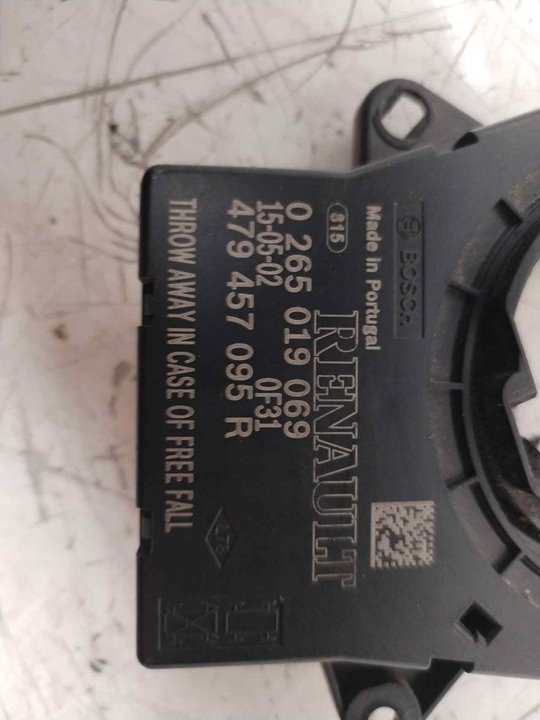 BOSCH
Made in Portugal
815
RENAULT
0 265 019 069
15-05-02 0F31
479 457 095 R
THROW AWAY IN CASE OF FREE FALL